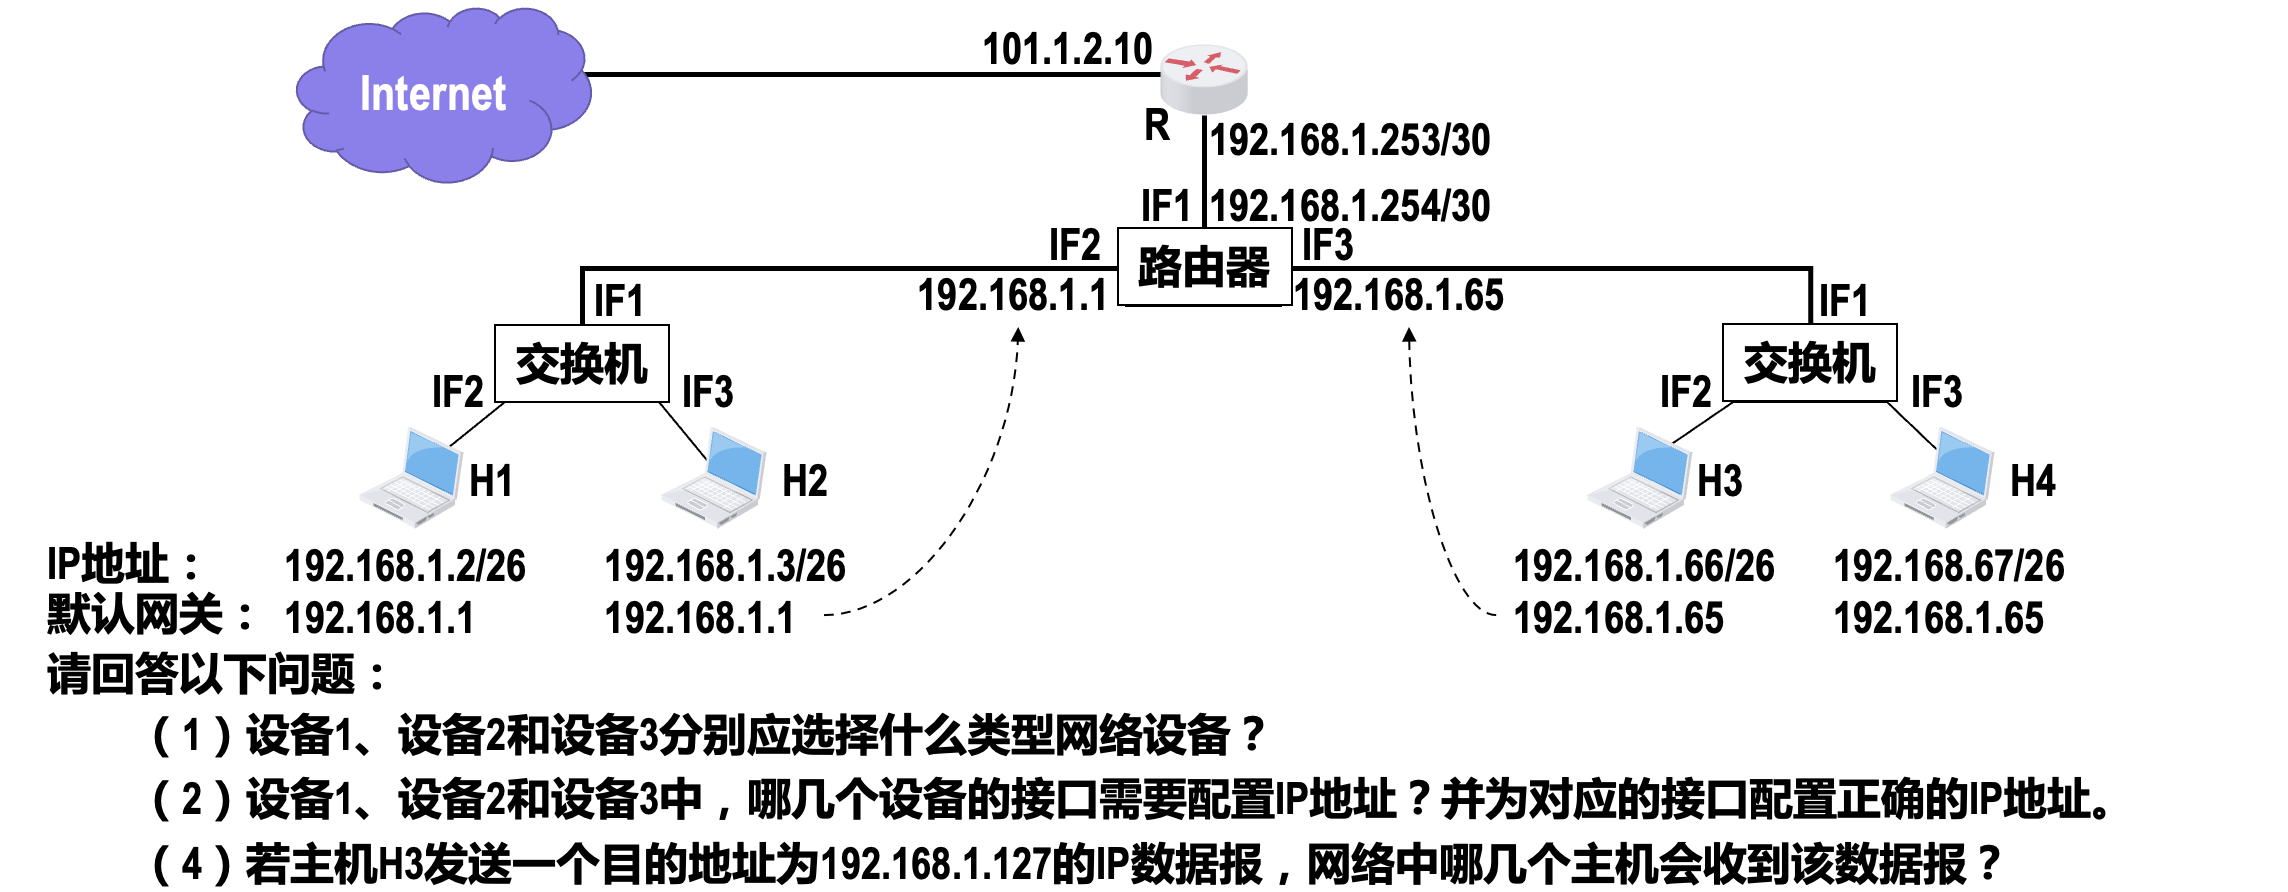 101.1.2.10
Internet
R
192.168.1.253/30
IF1 192.168.1.254/30
IF2 路由器 IF3
192.168.1.1 192.168.1.65
IF1 IF1
交换机 交换机
IF2 IF3 IF2 IF3
H1 H2 H3 H4
IP地址： 192.168.1.2/26 192.168.1.3/26 192.168.1.66/26 192.168.67/26
默认网关： 192.168.1.1 192.168.1.1 192.168.1.65 192.168.1.65
请回答以下问题：
（1）设备1、设备2和设备3分别应选择什么类型网络设备？
（2）设备1、设备2和设备3中，哪几个设备的接口需要配置IP地址？并为对应的接口配置正确的IP地址。
（4）若主机H3发送一个目的地址为192.168.1.127的IP数据报，网络中哪几个主机会收到该数据报？